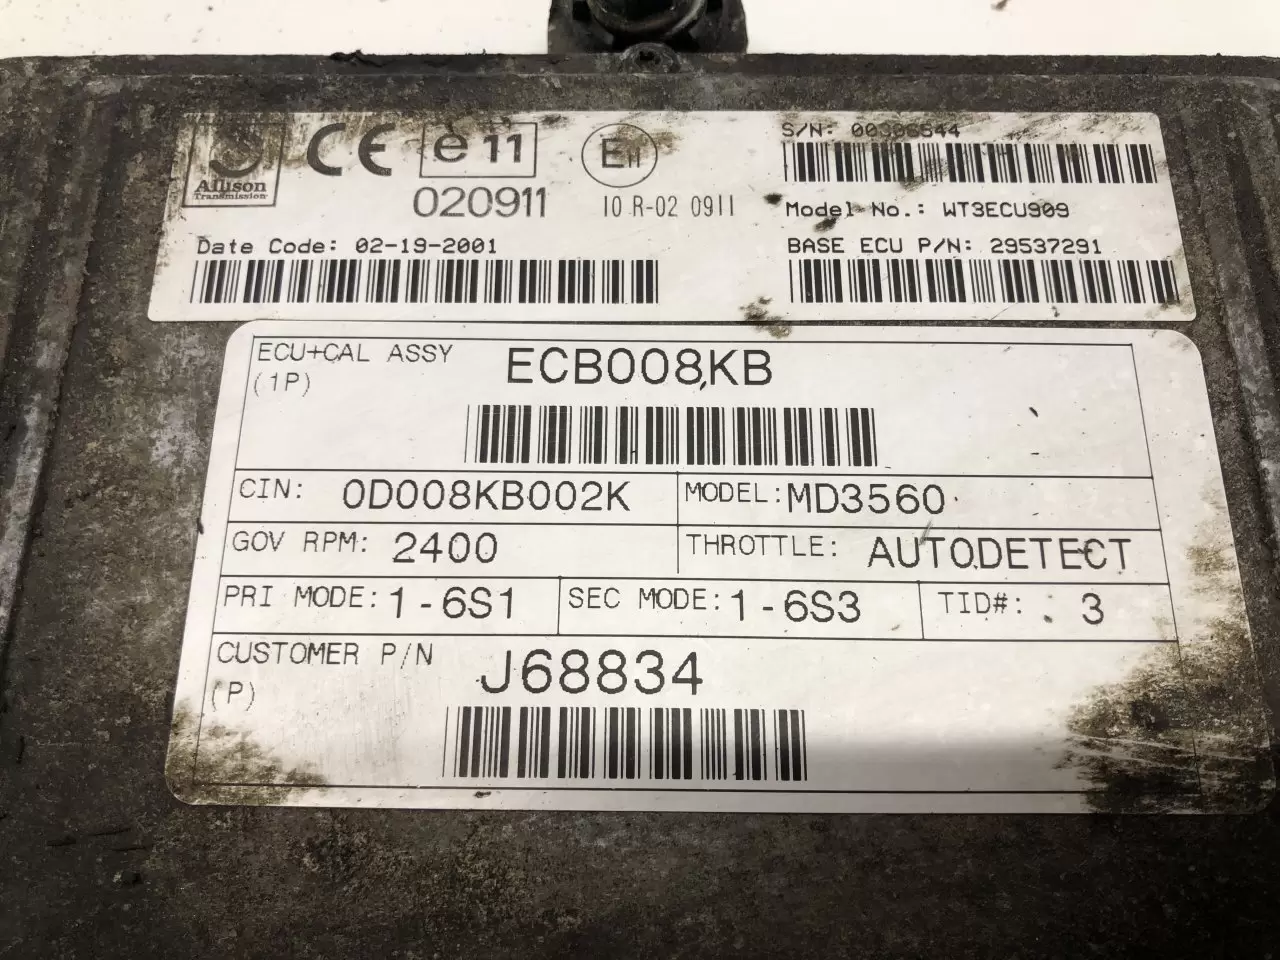 Allison
Transmission
CE
e 11
020911
E11
10 R-02 0911
S/N: 00306544
Model No.: WT3ECU909
Date Code: 02-19-2001
BASE ECU P/N: 29537291
ECU+CAL ASSY
(1P)
ECB008KB
CIN: 0D008KB002K
MODEL: MD3560
GOV RPM: 2400
THROTTLE: AUTODETECT
PRI MODE: 1-6S1
SEC MODE: 1-6S3
TID#: 3
CUSTOMER P/N
(P)
J68834